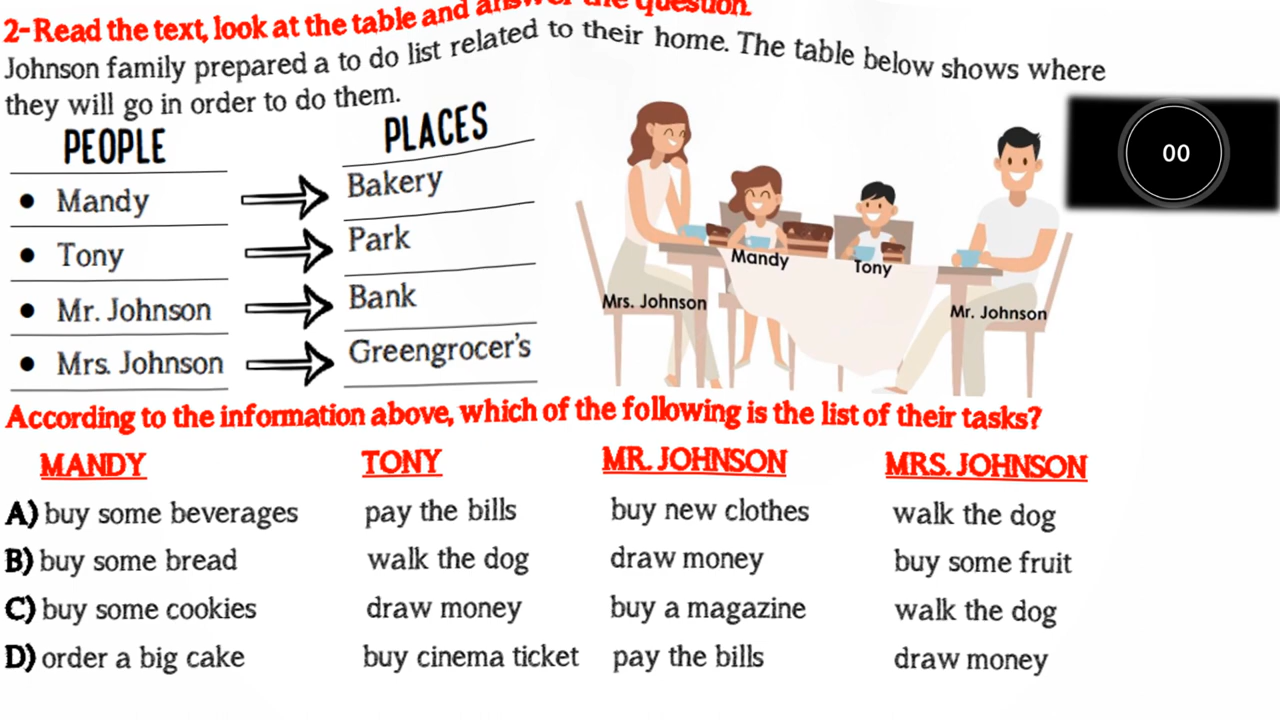 2-Read the text, look at the table and answer the question.
Johnson family prepared a to do list related to their home. The table below shows where
they will go in order to do them.
PEOPLE PLACES
• Mandy Bakery
• Tony Park
• Mr. Johnson Bank
• Mrs. Johnson Greengrocer's
Mandy
Tony
Mrs. Johnson
Mr. Johnson
00
According to the information above, which of the following is the list of their tasks?
MANDY TONY MR. JOHNSON MRS. JOHNSON
A) buy some beverages pay the bills buy new clothes walk the dog
B) buy some bread walk the dog draw money buy some fruit
C) buy some cookies draw money buy a magazine walk the dog
D) order a big cake buy cinema ticket pay the bills draw money